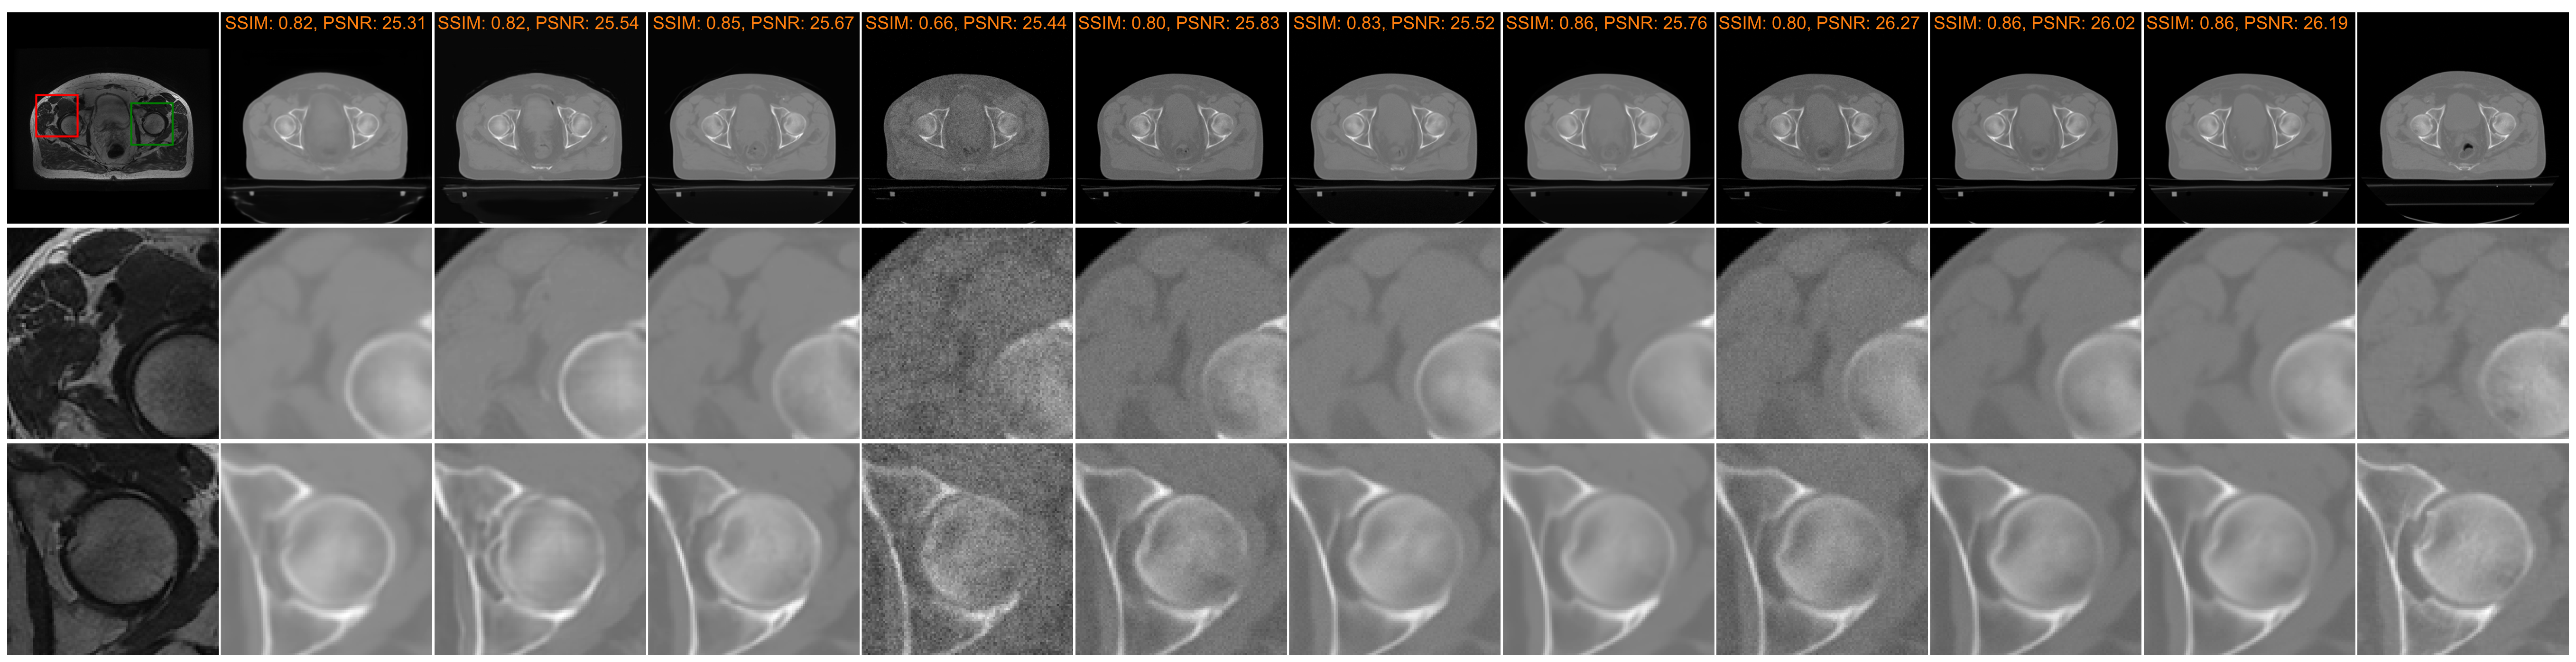 SSIM: 0.82, PSNR: 25.31
SSIM: 0.82, PSNR: 25.54
SSIM: 0.85, PSNR: 25.67
SSIM: 0.66, PSNR: 25.44
SSIM: 0.80, PSNR: 25.83
SSIM: 0.83, PSNR: 25.52
SSIM: 0.86, PSNR: 25.76
SSIM: 0.80, PSNR: 26.27
SSIM: 0.86, PSNR: 26.02
SSIM: 0.86, PSNR: 26.19